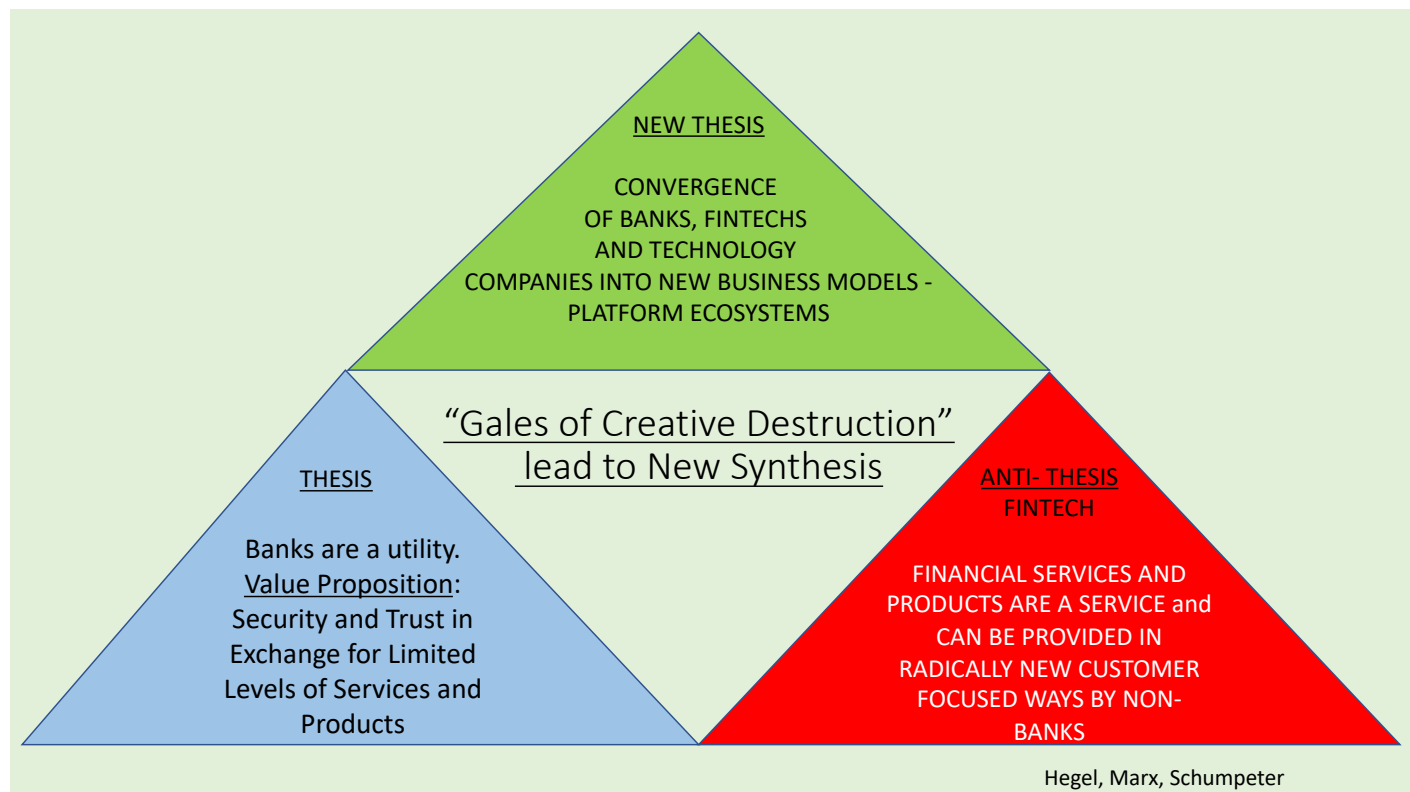 NEW THESIS
CONVERGENCE
OF BANKS, FINTECHS
AND TECHNOLOGY
COMPANIES INTO NEW BUSINESS MODELS -
PLATFORM ECOSYSTEMS
“Gales of Creative Destruction”
lead to New Synthesis
THESIS
Banks are a utility.
Value Proposition:
Security and Trust in
Exchange for Limited
Levels of Services and
Products
ANTI- THESIS
FINTECH
FINANCIAL SERVICES AND
PRODUCTS ARE A SERVICE and
CAN BE PROVIDED IN
RADICALLY NEW CUSTOMER
FOCUSED WAYS BY NON-
BANKS
Hegel, Marx, Schumpeter